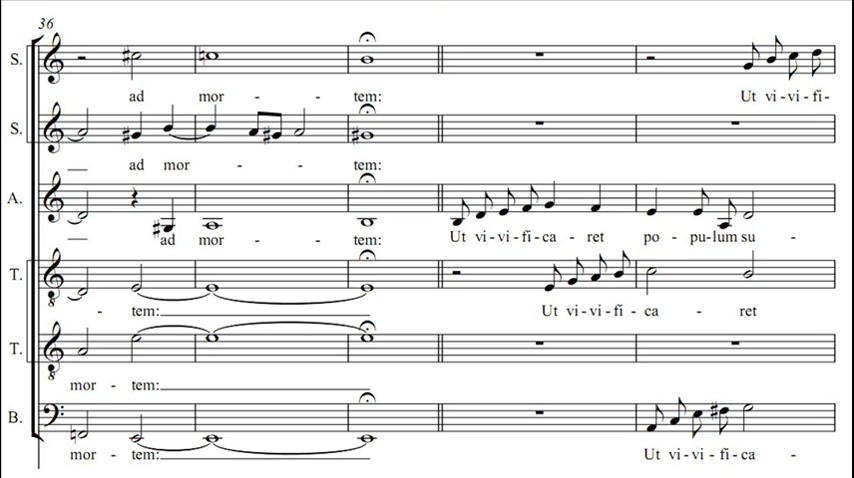 36
S.
ad mor - - tem: Ut vi-vi-fi-
S.
ad mor - - tem:
A.
ad mor - tem: Ut vi-vi-fi-ca-ret po-pu-lum su -
T.
- tem: Ut vi-vi-fi-ca - ret
T.
mor - tem:
B.
mor - tem: Ut vi-vi-fi-ca -